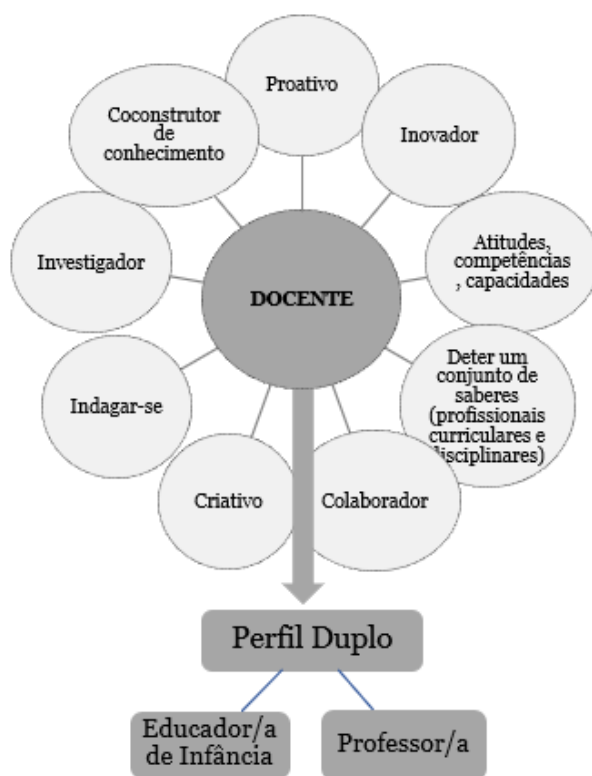 Proativo
Inovador
Atitudes,
competências
, capacidades
Deter um
conjunto de
saberes
(profissionais
curriculares e
disciplinares)
Colaborador
Criativo
Indagar-se
Investigador
Coconstrutor
de
conhecimento
DOCENTE
Perfil Duplo
Educador/a
de Infância
Professor/a